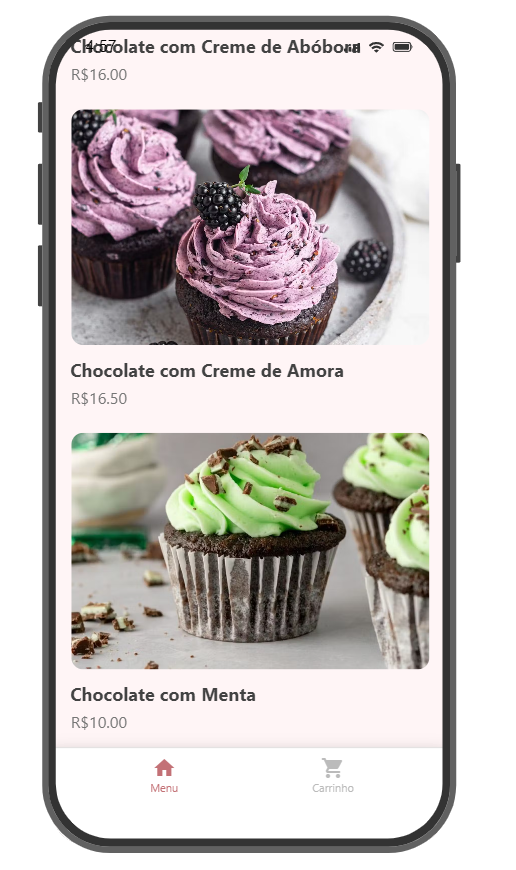 4:57
Chocolate com Creme de Abóbora
R$16.00
Chocolate com Creme de Amora
R$16.50
Chocolate com Menta
R$10.00
Menu
Carrinho